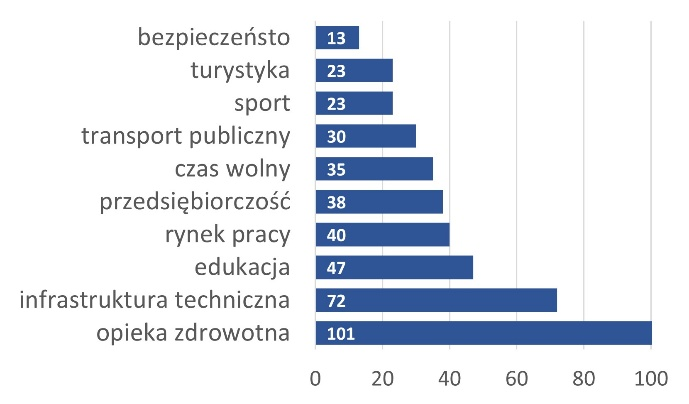 bezpieczeństo 13
turystyka 23
sport 23
transport publiczny 30
czas wolny 35
przedsiębiorczość 38
rynek pracy 40
edukacja 47
infrastruktura techniczna 72
opieka zdrowotna 101
0 20 40 60 80 100